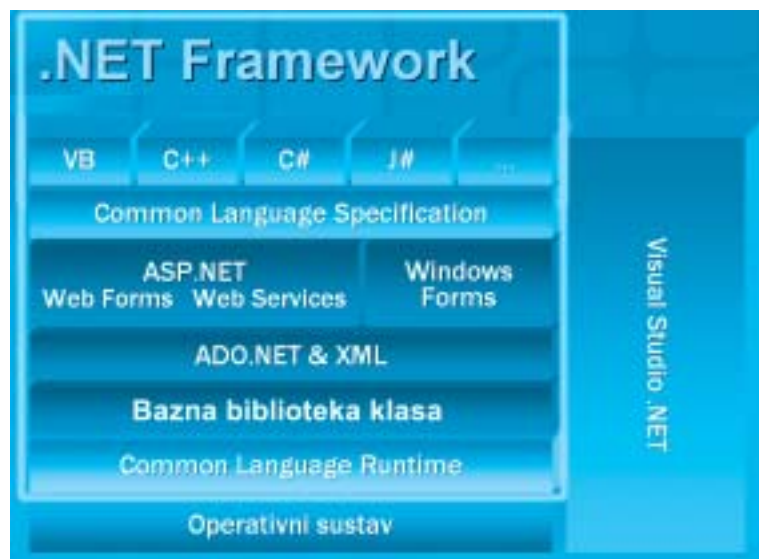 .NET Framework
VB C++ C# J# ...
Common Language Specification
ASP.NET
Web Forms Web Services
Windows
Forms
ADO.NET & XML
Bazna biblioteka klasa
Common Language Runtime
Operativni sustav
Visual Studio .NET